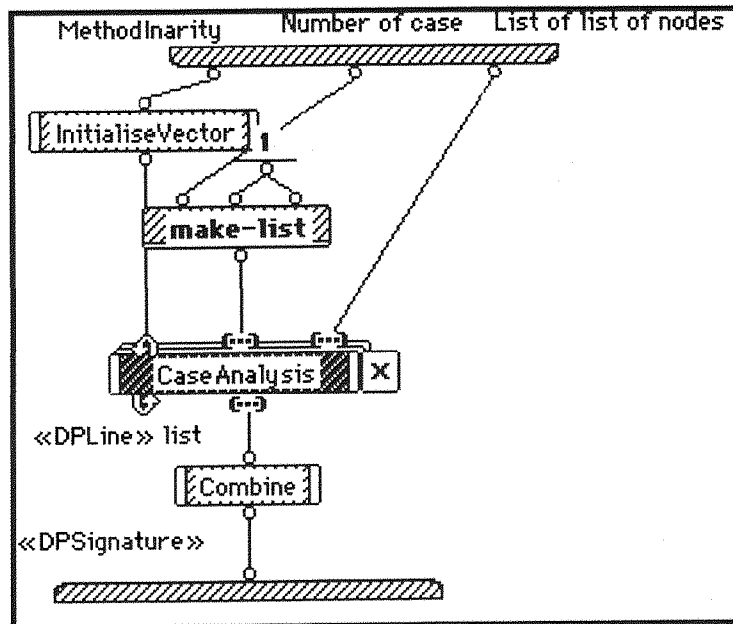 MethodInarity Number of case List of list of nodes
InitialiseVector
1
make-list
CaseAnalysis X
«DPLine» list
Combine
«DPSignature»